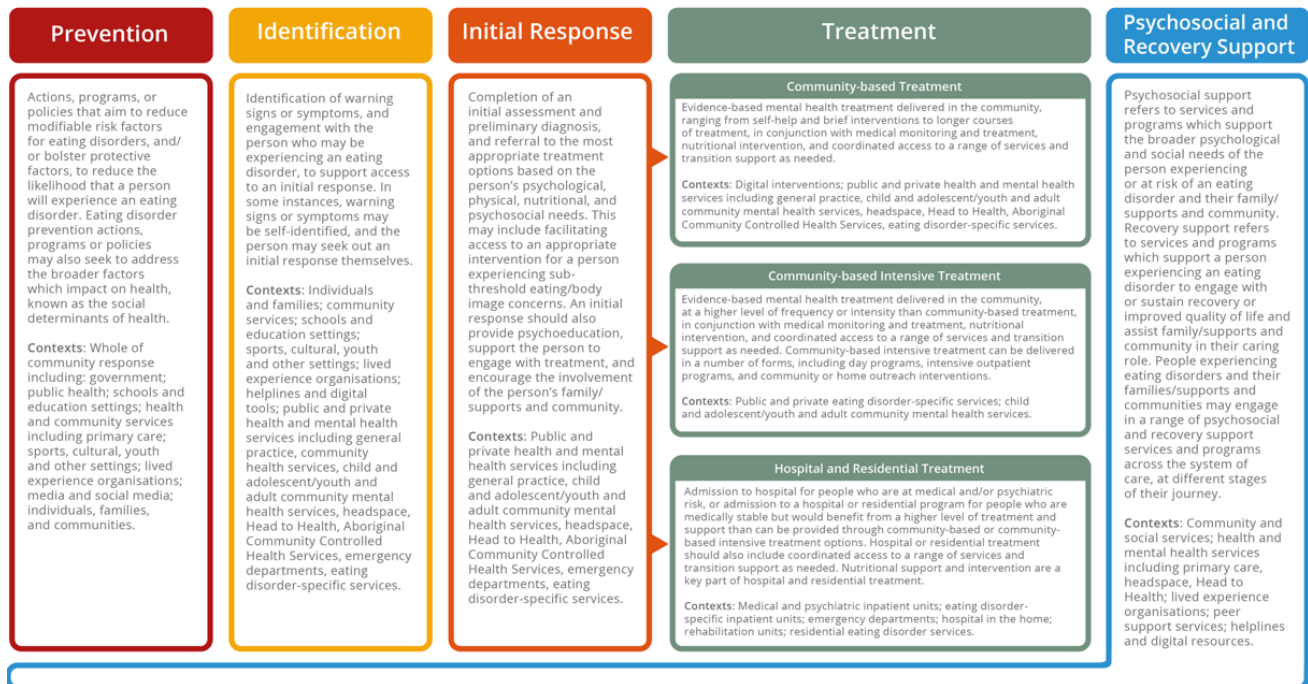 Prevention
Actions, programs, or
policies that aim to reduce
modifiable risk factors
for eating disorders, and/
or bolster protective
factors, to reduce the
likelihood that a person
will experience an eating
disorder. Eating disorder
prevention actions,
programs or policies
may also seek to address
the broader factors
which impact on health,
known as the social
determinants of health.
Contexts: Whole of
community response
including: government;
public health; schools and
education settings; health
and community services
including primary care;
sports, cultural, youth
and other settings; lived
experience organisations;
media and social media;
individuals, families,
and communities.
Identification
Identification of warning
signs or symptoms, and
engagement with the
person who may be
experiencing an eating
disorder, to support access
to an initial response. In
some instances, warning
signs or symptoms may
be self-identified, and the
person may seek out an
initial response themselves.
Contexts: Individuals
and families; community
services; schools and
education settings;
sports, cultural, youth
and other settings; lived
experience organisations;
helplines and digital
tools; public and private
health and mental health
services including general
practice, community
health services, child and
adolescent/youth and
adult community mental
health services, headspace,
Head to Health, Aboriginal
Community Controlled
Health Services, emergency
departments, eating
disorder-specific services.
Initial Response
Completion of an
initial assessment and
preliminary diagnosis,
and referral to the most
appropriate treatment
options based on the
person's psychological,
physical, nutritional, and
psychosocial needs. This
may include facilitating
access to an appropriate
intervention for a person
experiencing sub-
threshold eating/body
image concerns. An initial
response should also
provide psychoeducation,
support the person to
engage with treatment, and
encourage the involvement
of the person's family/
supports and community.
Contexts: Public and
private health and mental
health services including
general practice, child
and adolescent/youth and
adult community mental
health services, headspace,
Head to Health, Aboriginal
Community Controlled
Health Services, emergency
departments, eating
disorder-specific services.
Treatment
Community-based Treatment
Evidence-based mental health treatment delivered in the community,
ranging from self-help and brief interventions to longer courses
of treatment, in conjunction with medical monitoring and treatment,
nutritional intervention, and coordinated access to a range of services and
transition support as needed.
Contexts: Digital interventions; public and private health and mental health
services including general practice, child and adolescent/youth and adult
community mental health services, headspace, Head to Health, Aboriginal
Community Controlled Health Services, eating disorder-specific services.
Community-based Intensive Treatment
Evidence-based mental health treatment delivered in the community,
at a higher level of frequency or intensity than community-based treatment,
in conjunction with medical monitoring and treatment, nutritional
intervention, and coordinated access to a range of services and transition
support as needed. Community-based intensive treatment can be delivered
in a number of forms, including day programs, intensive outpatient
programs, and community or home outreach interventions.
Contexts: Public and private eating disorder-specific services; child
and adolescent/youth and adult community mental health services.
Hospital and Residential Treatment
Admission to hospital for people who are at medical and/or psychiatric
risk, or admission to a hospital or residential program for people who are
medically stable but would benefit from a higher level of treatment and
support than can be provided through community-based or community-
based intensive treatment options. Hospital or residential treatment
should also include coordinated access to a range of services and
transition support as needed. Nutritional support and intervention are a
key part of hospital and residential treatment.
Contexts: Medical and psychiatric inpatient units; eating disorder-
specific inpatient units; emergency departments; hospital in the home;
rehabilitation units; residential eating disorder services.
Psychosocial and
Recovery Support
Psychosocial support
refers to services and
programs which support
the broader psychological
and social needs of the
person experiencing
or at risk of an eating
disorder and their family/
supports and community.
Recovery support refers
to services and programs
which support a person
experiencing an eating
disorder to engage with
or sustain recovery or
improved quality of life and
assist family/supports and
community in their caring
role. People experiencing
eating disorders and their
families/supports and
communities may engage
in a range of psychosocial
and recovery support
services and programs
across the system of
care, at different stages
of their journey.
Contexts: Community and
social services; health and
mental health services
including primary care,
headspace, Head to
Health; lived experience
organisations; peer
support services; helplines
and digital resources.